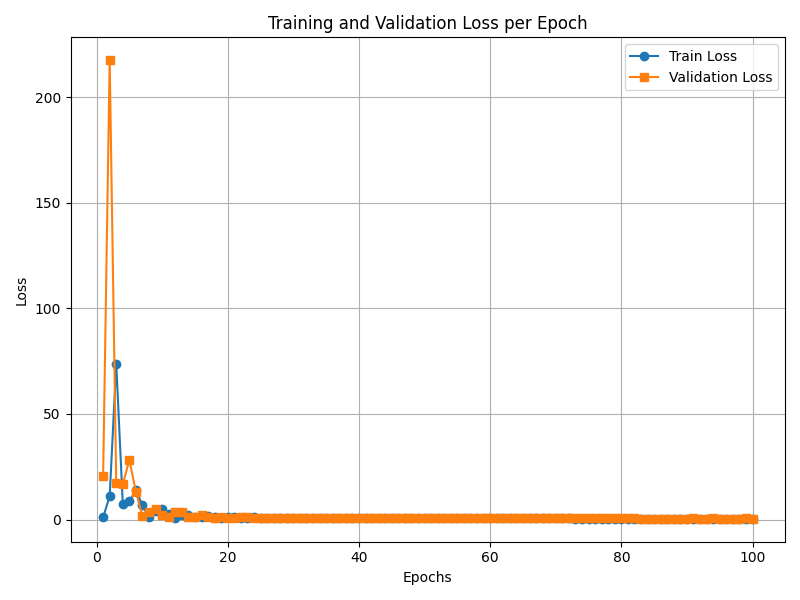 Training and Validation Loss per Epoch
Train Loss
Validation Loss
200
150
100
50
0
Loss
0 20 40 60 80 100
Epochs